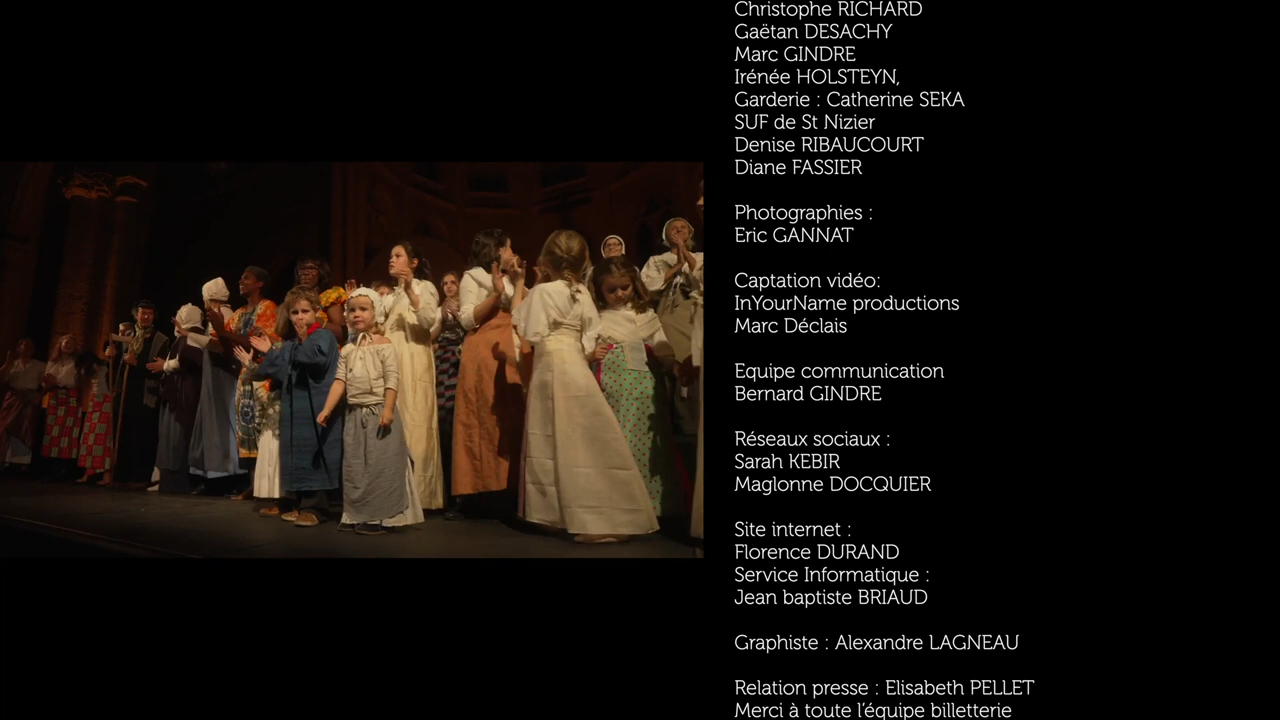 Christophe RICHARD
Gaëtan DESACHY
Marc GINDRE
Irénée HOLSTEYN,
Garderie : Catherine SEKA
SUF de St Nizier
Denise RIBAUCOURT
Diane FASSIER
Photographies :
Eric GANNAT
Captation vidéo:
InYourName productions
Marc Déclais
Equipe communication
Bernard GINDRE
Réseaux sociaux :
Sarah KEBIR
Maglonne DOCQUIER
Site internet :
Florence DURAND
Service Informatique :
Jean baptiste BRIAUD
Graphiste : Alexandre LAGNEAU
Relation presse : Elisabeth PELLET
Merci à toute l'équipe billetterie